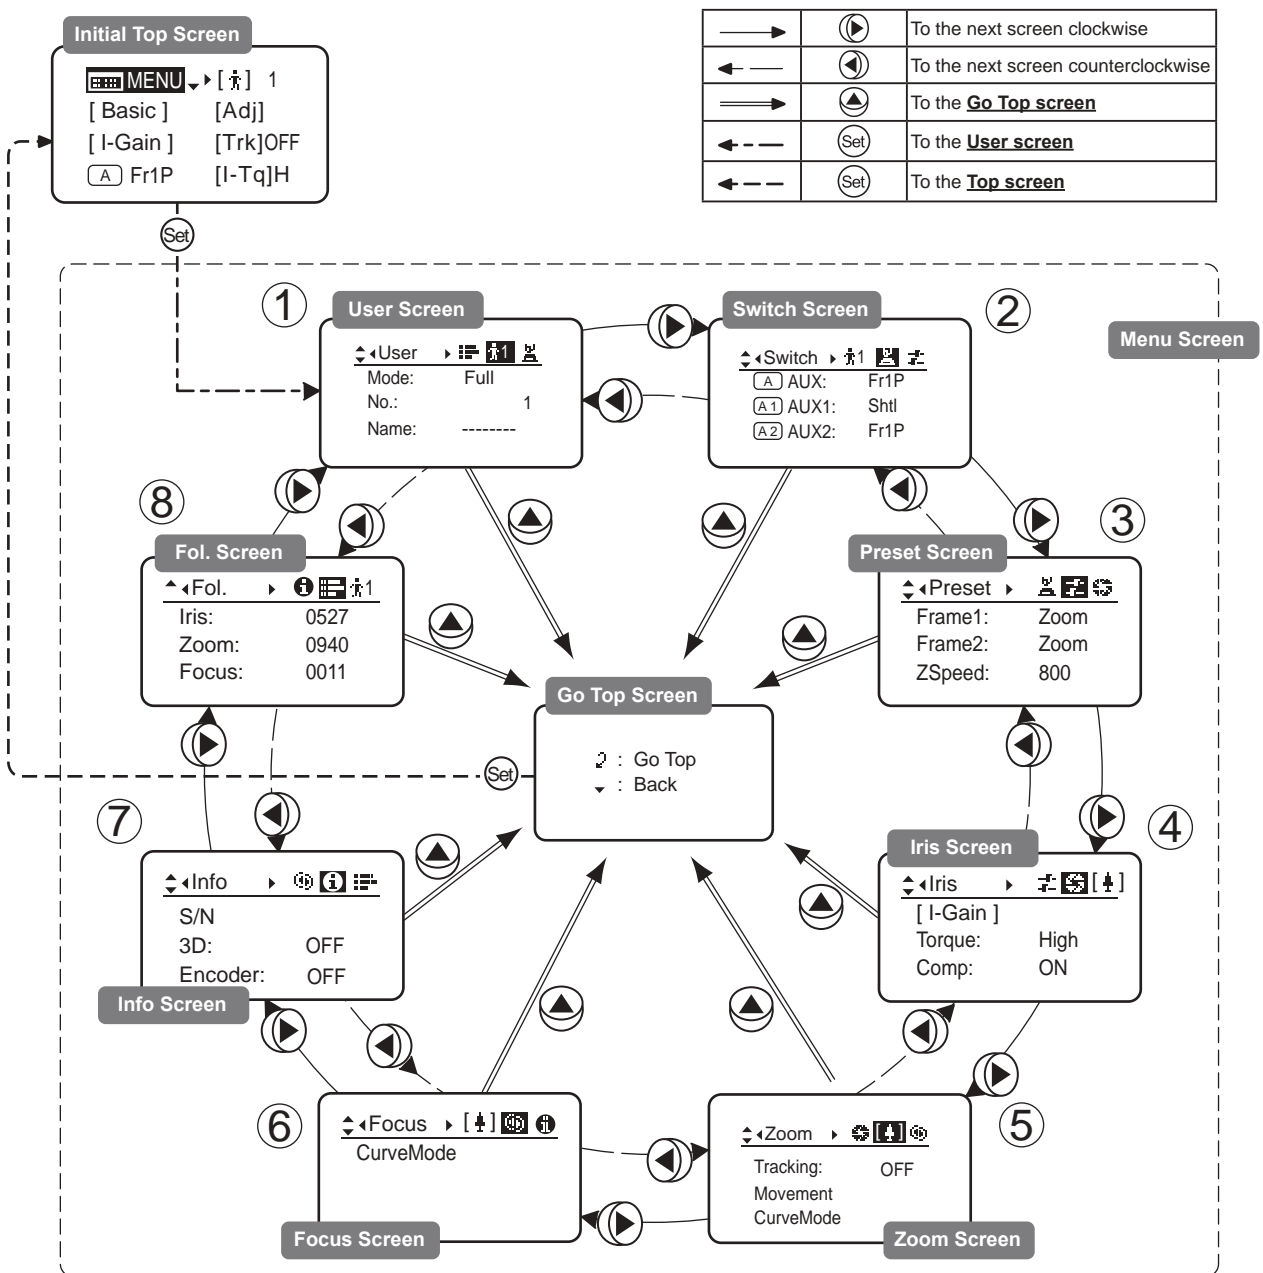 Initial Top Screen
MENU [ ] 1
[ Basic ] [Adj]
[ I-Gain ] [Trk]OFF
A Fr1P [I-Tq]H
Set
To the next screen clockwise
To the next screen counterclockwise
To the Go Top screen
Set To the User screen
Set To the Top screen
Menu Screen
1
User Screen
User 1
Mode: Full
No.: 1
Name: --------
2
Switch Screen
Switch 1
A AUX: Fr1P
A1 AUX1: Shtl
A2 AUX2: Fr1P
8
Fol. Screen
Fol. 1
Iris: 0527
Zoom: 0940
Focus: 0011
3
Preset Screen
Preset
Frame1: Zoom
Frame2: Zoom
ZSpeed: 800
Go Top Screen
: Go Top
: Back
Set
7
Info
S/N
3D: OFF
Encoder: OFF
Info Screen
4
Iris Screen
Iris [ ]
[ I-Gain ]
Torque: High
Comp: ON
6
Focus [ ]
CurveMode
Focus Screen
5
Zoom [ ]
Tracking: OFF
Movement
CurveMode
Zoom Screen